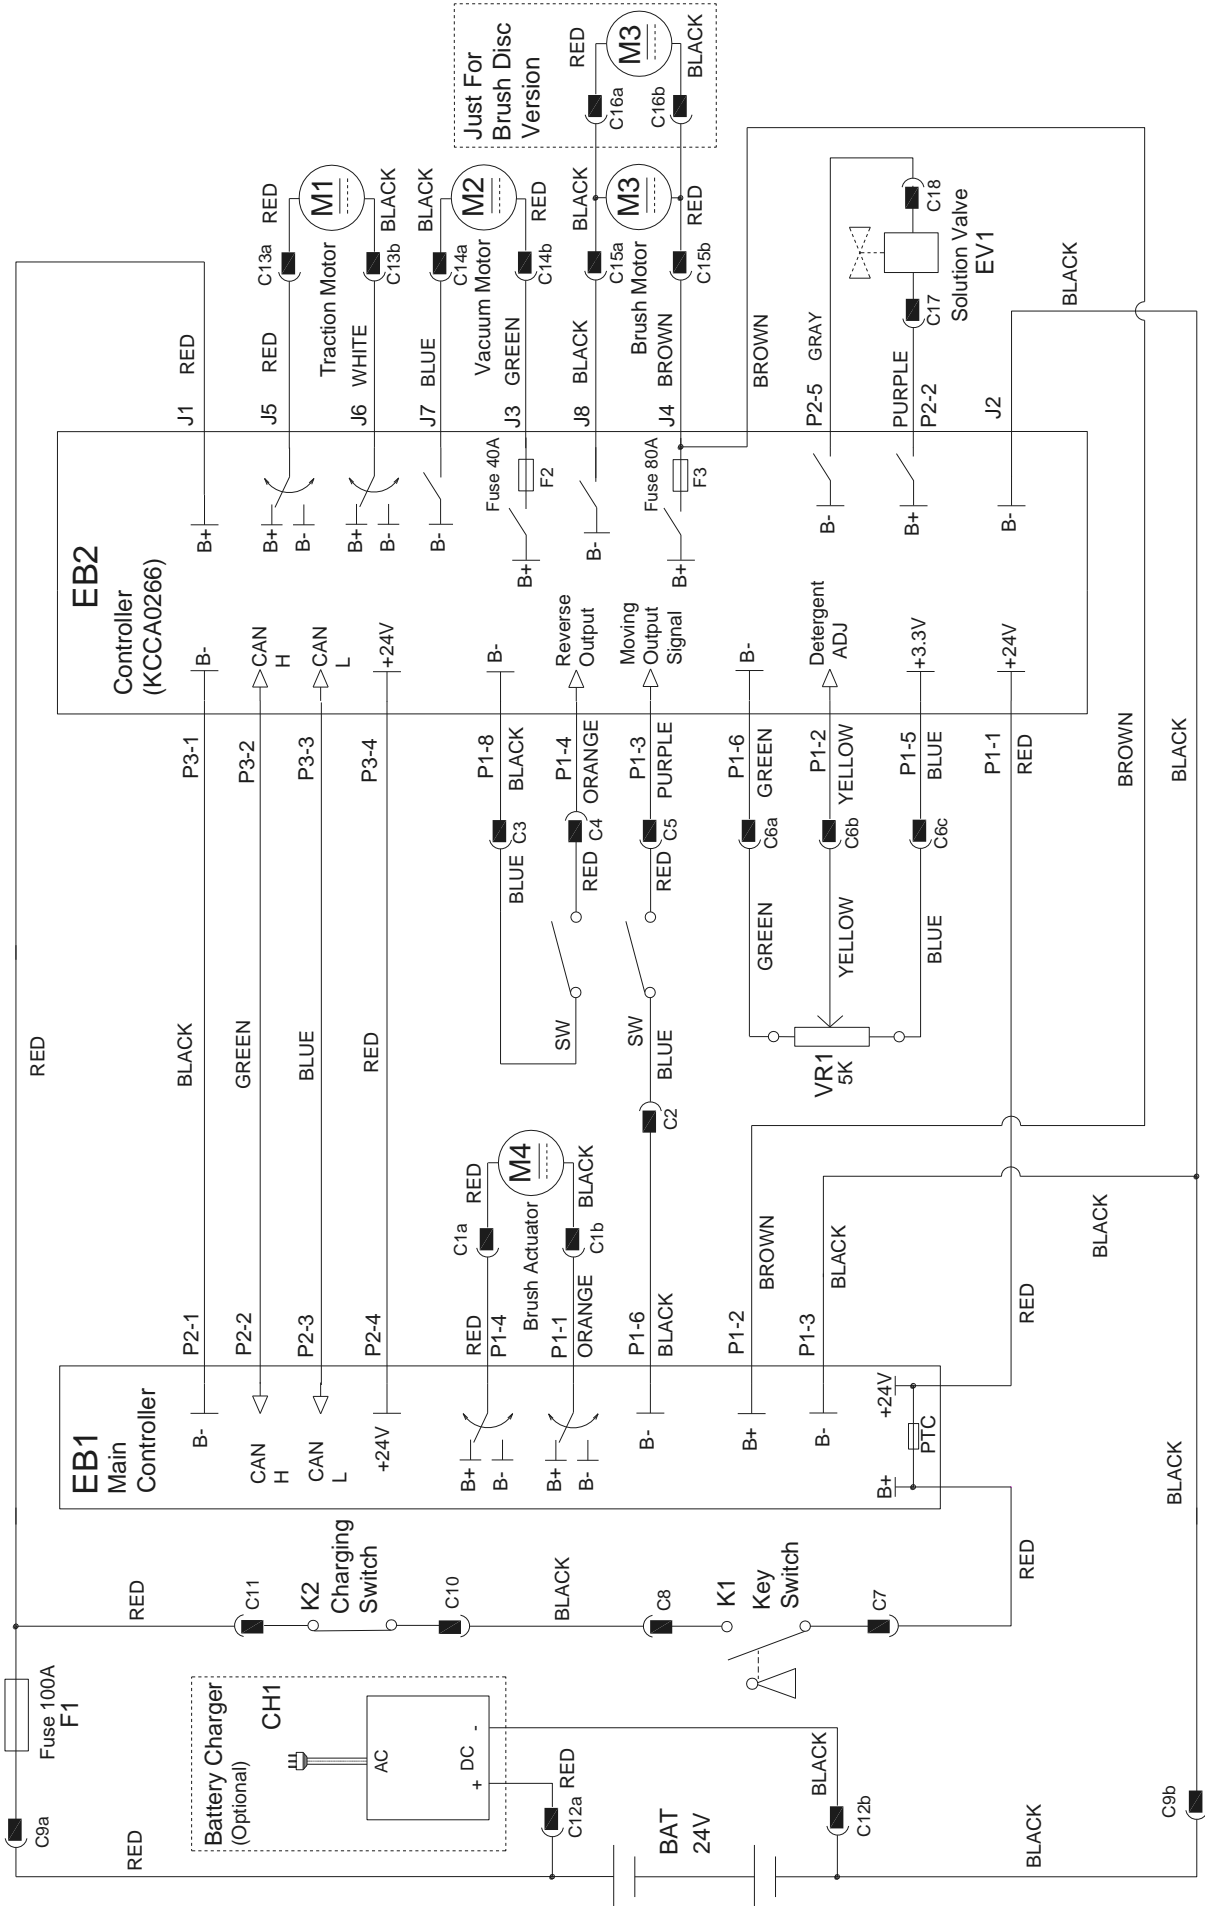 Just For
Brush Disc
Version
RED
M3
BLACK
C16a
C16b
RED
M1
BLACK
C13a
C13b
Traction Motor
BLACK
M2
RED
C14a
C14b
Vacuum Motor
BLACK
M3
RED
C15a
C15b
Brush Motor
C18
C17
Solution Valve
EV1
BLACK
RED
RED
WHITE
BLUE
GREEN
BLACK
BROWN
BROWN
GRAY
PURPLE
J1
J5
J6
J7
J3
J8
J4
P2-5
P2-2
J2
EB2
Controller
(KCCA0266)
B+
B+
B-
B+
B-
B-
Fuse 40A
F2
B+
B-
Fuse 80A
F3
B+
B-
B+
B-
B-
CAN
H
CAN
L
+24V
B-
Reverse
Output
Moving
Output
Signal
B-
Detergent
ADJ
+3.3V
+24V
P3-1
P3-2
P3-3
P3-4
P1-8
BLACK
P1-4
ORANGE
P1-3
PURPLE
P1-6
GREEN
P1-2
YELLOW
P1-5
BLUE
P1-1
RED
BROWN
BLACK
C3
C4
C5
C6a
C6b
C6c
BLUE
RED
RED
GREEN
YELLOW
BLUE
RED
BLACK
GREEN
BLUE
RED
SW
SW
BLUE
VR1
5K
C2
RED
M4
BLACK
C1a
C1b
Brush Actuator
BROWN
BLACK
BLACK
RED
P2-1
P2-2
P2-3
P2-4
RED
P1-4
P1-1
ORANGE
P1-6
BLACK
P1-2
P1-3
EB1
Main
Controller
B-
CAN
H
CAN
L
+24V
B+
B-
B+
B-
B-
B+
B-
+24V
PTC
B+
BLACK
RED
RED
C11
K2
Charging
Switch
C10
BLACK
C8
K1
Key
Switch
C7
Fuse 100A
F1
Battery Charger
(Optional)
CH1
AC
DC
+
-
RED
BLACK
C9a
C12a
C12b
C9b
RED
BAT
24V
BLACK